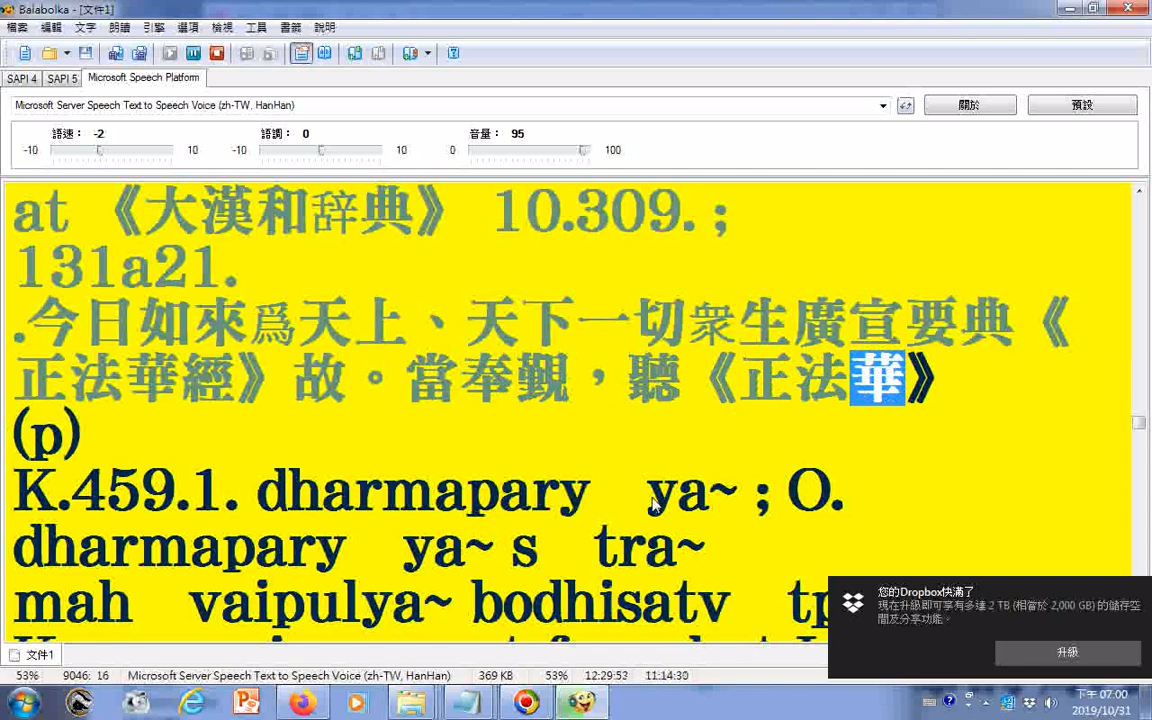 Balabolka - [文件1]
檔案 編輯 文字 朗讀 引擎 選項 檢視 工具 書籤 說明
SAPI 4 SAPI 5 Microsoft Speech Platform
Microsoft Server Speech Text to Speech Voice (zh-TW, HanHan) 關於 預設
語速： -2 語調： 0 音量： 95
-10 10 -10 10 0 100
at 《大漢和辞典》 10.309. ;
131a21.
.今日如來爲天上、天下一切衆生廣宣要典《
正法華經》故。當奉觀，聽《正法華》
(p)
K.459.1. dharmapary ya~ ; O.
dharmapary ya~ s tra~
mah vaipulya~ bodhisatv tp
您的Dropbox快滿了
現在升級即可享有多達 2 TB (相當於 2,000 GB) 的儲存空
間及分享功能。
升級
文件1
53% 9046: 16 Microsoft Server Speech Text to Speech Voice (zh-TW, HanHan) 369 KB 53% 12:29:53 11:14:30
下午 07:00
2019/10/31